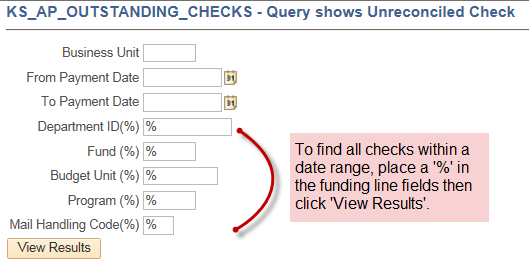 KS_AP_OUTSTANDING_CHECKS - Query shows Unreconciled Check
Business Unit
From Payment Date
31
To Payment Date
31
Department ID(%) %
Fund (%) %
Budget Unit (%) %
Program (%) %
Mail Handling Code(%) %
View Results
To find all checks within a
date range, place a '%' in
the funding line fields then
click 'View Results'.